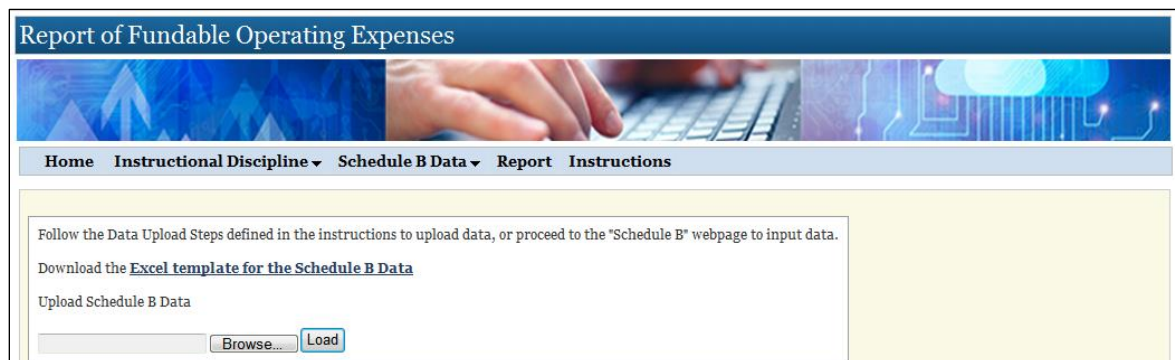 Report of Fundable Operating Expenses
Home Instructional Discipline Schedule B Data Report Instructions
Follow the Data Upload Steps defined in the instructions to upload data, or proceed to the "Schedule B" webpage to input data.
Download the Excel template for the Schedule B Data
Upload Schedule B Data
Browse... Load